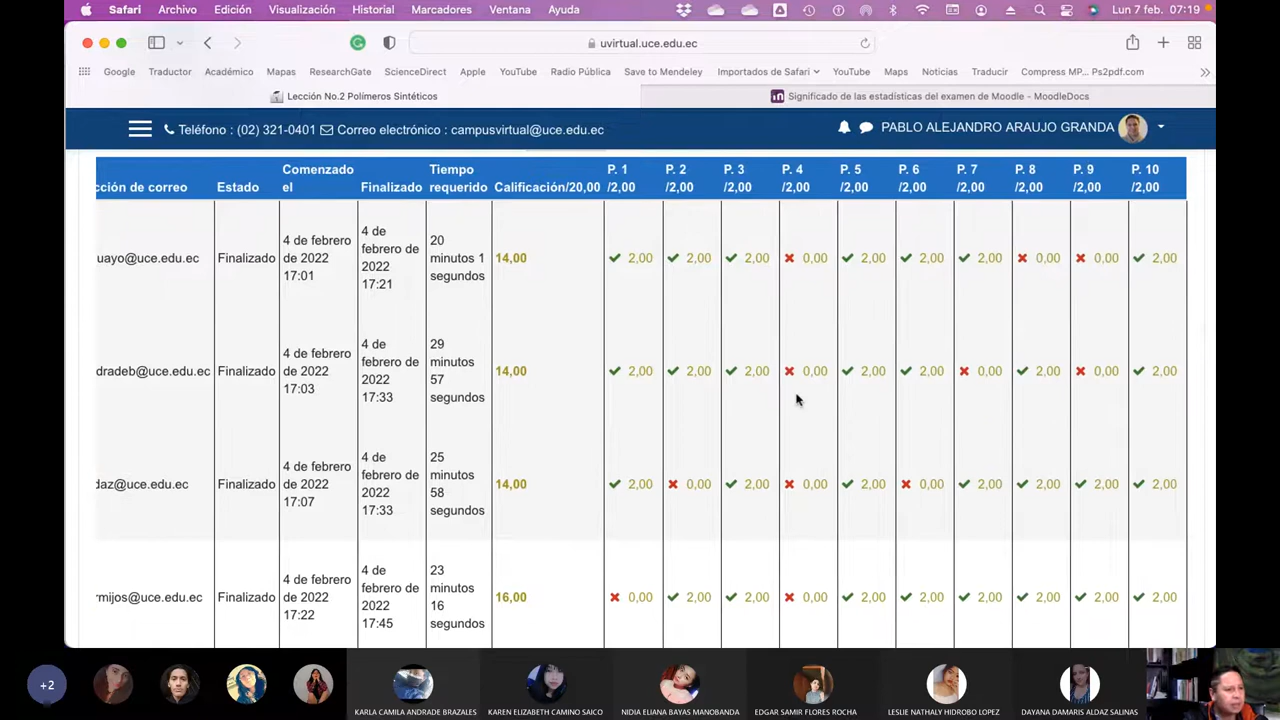 Safari Archivo Edición Visualización Historial Marcadores Ventana Ayuda Lun 7 feb. 07:19
uvirtual.uce.edu.ec
Google Traductor Académico Mapas ResearchGate ScienceDirect Apple YouTube Radio Pública Save to Mendeley Importados de Safari YouTube Maps Noticias Traducir Compress MP... Ps2pdf.com
Lección No.2 Polímeros Sintéticos Significado de las estadísticas del examen de Moodle - MoodleDocs
Teléfono : (02) 321-0401 Correo electrónico : campusvirtual@uce.edu.ec PABLO ALEJANDRO ARAUJO GRANDA
Comenzado Tiempo P. 1 P. 2 P. 3 P. 4 P. 5 P. 6 P. 7 P. 8 P. 9 P. 10
cción de correo Estado el Finalizado requerido Calificación/20,00 /2,00 /2,00 /2,00 /2,00 /2,00 /2,00 /2,00 /2,00 /2,00 /2,00
4 de
4 de febrero febrero de 20
uayo@uce.edu.ec Finalizado de 2022 2022 minutos 1 14,00 2,00 2,00 2,00 0,00 2,00 2,00 2,00 0,00 0,00 2,00
17:01 17:21 segundos
4 de 29
4 de febrero febrero de minutos
dradeb@uce.edu.ec Finalizado de 2022 2022 57 14,00 2,00 2,00 2,00 0,00 2,00 2,00 0,00 2,00 0,00 2,00
17:03 17:33 segundos
4 de 25
4 de febrero febrero de minutos
daz@uce.edu.ec Finalizado de 2022 2022 58 14,00 2,00 0,00 2,00 0,00 2,00 0,00 2,00 2,00 2,00 2,00
17:07 17:33 segundos
4 de 23
4 de febrero febrero de minutos
rmijos@uce.edu.ec Finalizado de 2022 2022 16 16,00 0,00 2,00 2,00 0,00 2,00 2,00 2,00 2,00 2,00 2,00
17:22 17:45 segundos
+2
KARLA CAMILA ANDRADE BRAZALES KAREN ELIZABETH CAMINO SAICO NIDIA ELIANA BAYAS MANOBANDA EDGAR SAMIR FLORES ROCHA LESLIE NATHALY HIDROBO LOPEZ DAYANA DAMARIS ALDAZ SALINAS